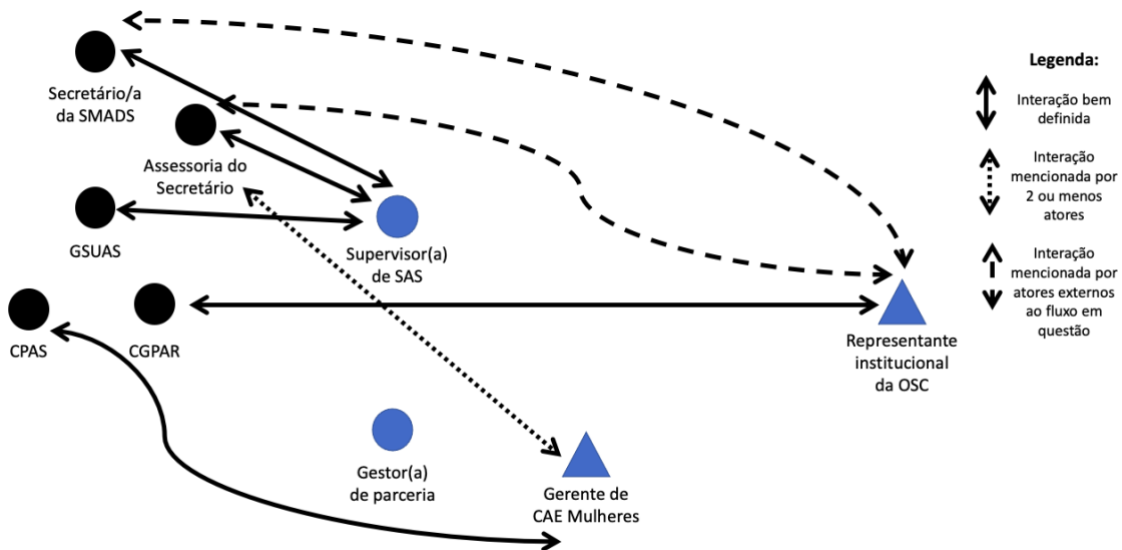 Secretário/a
da SMADS
Assessoria do
Secretário
GSUAS
Supervisor(a)
de SAS
CPAS
CGPAR
Representante
institucional
da OSC
Gestor(a)
de parceria
Gerente de
CAE Mulheres
Legenda:
Interação bem
definida
Interação
mencionada por
2 ou menos
atores
Interação
mencionada por
atores externos
ao fluxo em
questão